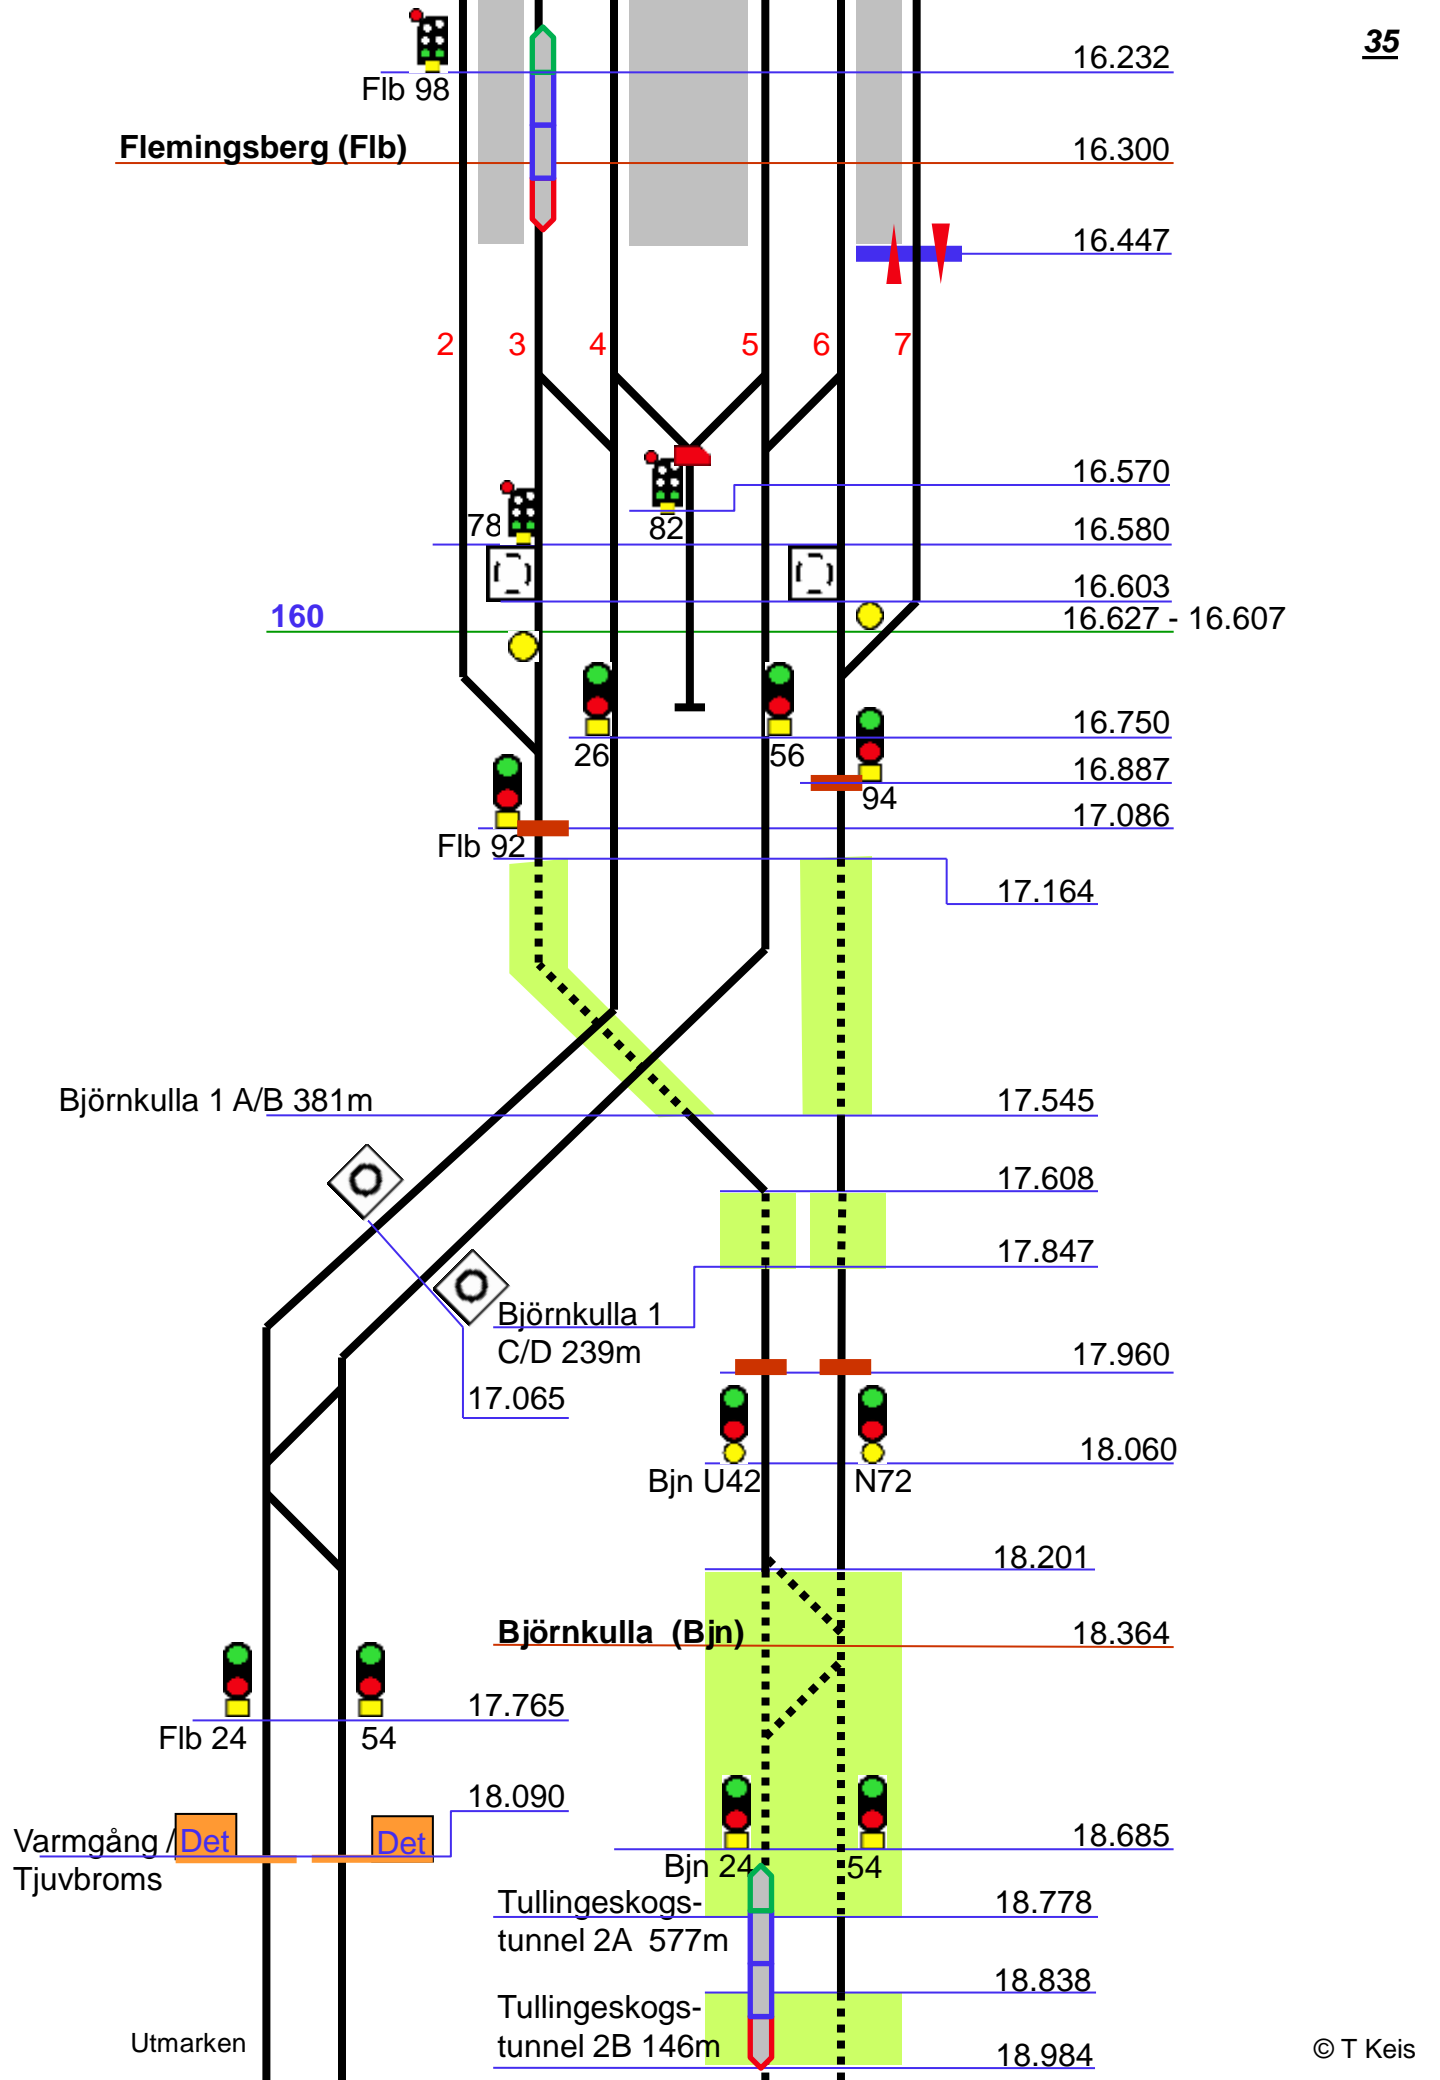 35
16.232
Flb 98
Flemingsberg (Flb)
16.300
16.447
2 3 4 5 6 7
16.570
78
82
16.580
16.603
160
16.627 - 16.607
16.750
26
56
16.887
94
17.086
Flb 92
17.164
Björnkulla 1 A/B 381m
17.545
17.608
17.847
Björnkulla 1
C/D 239m
17.960
17.065
18.060
Bjn U42
N72
18.201
Björnkulla (Bjn)
18.364
17.765
Flb 24
54
18.090
Varmgång /
Det
Det
Tjuvbroms
18.685
Bjn 24
54
Tullingeskogs-
tunnel 2A 577m
18.778
18.838
Tullingeskogs-
tunnel 2B 146m
18.984
Utmarken
© T Keis